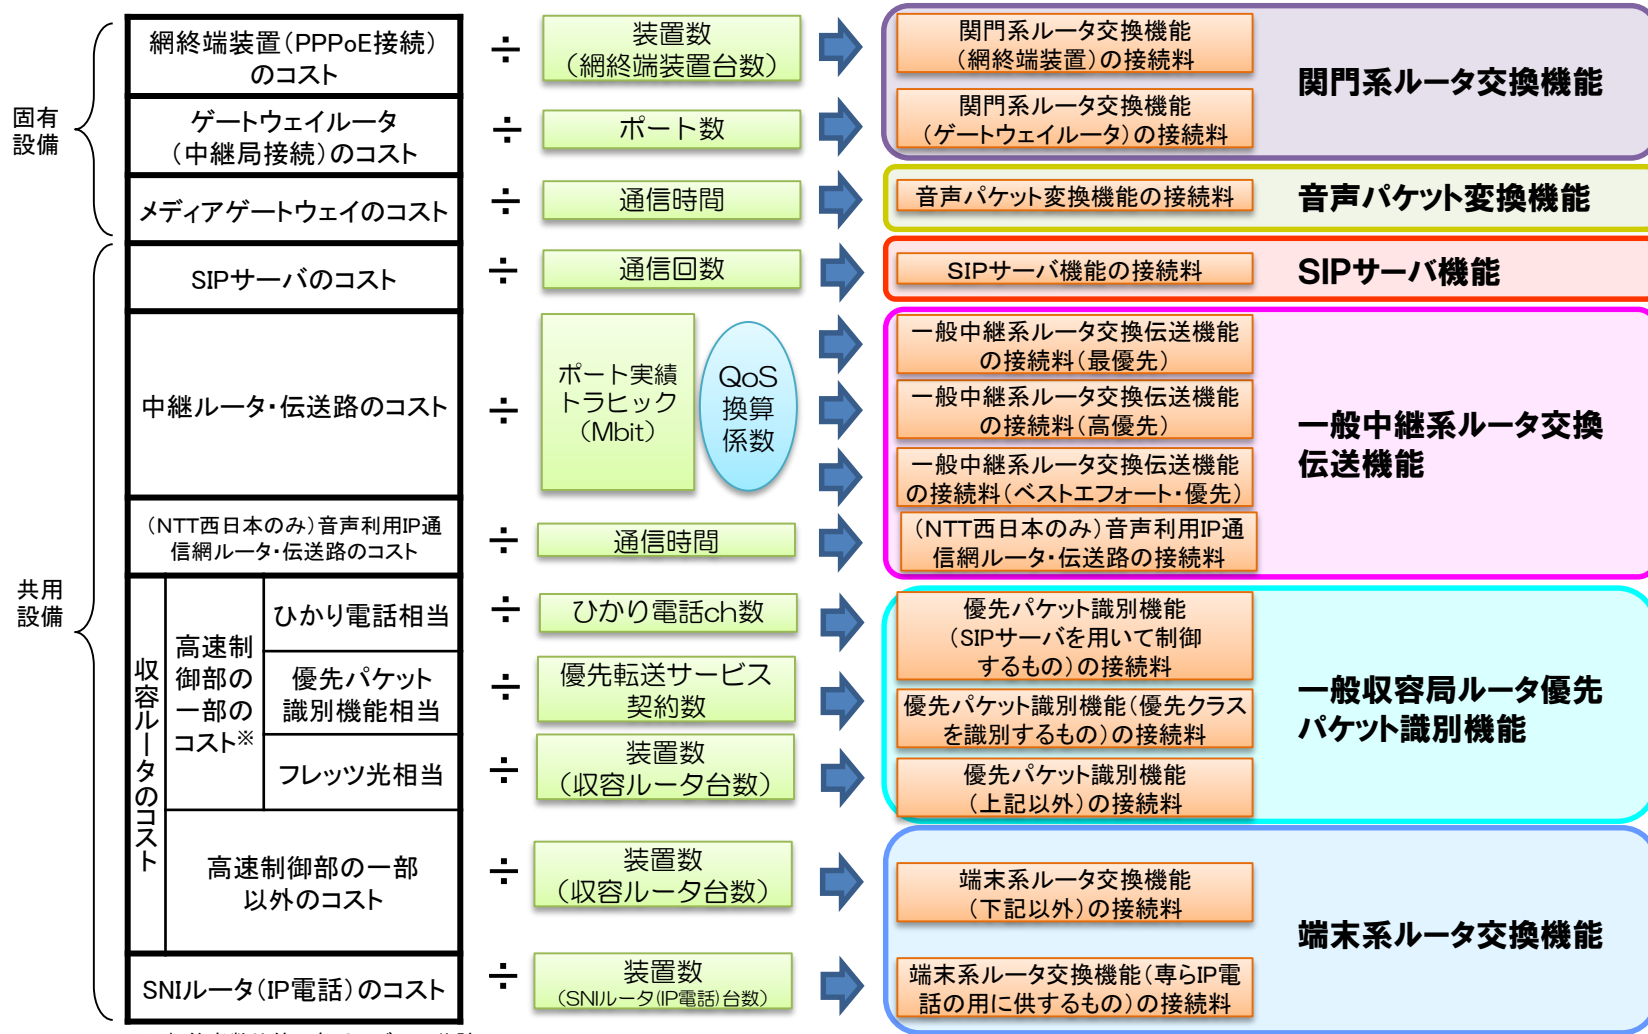 固有
設備
網終端装置（PPPoE接続）
のコスト
÷
装置数
（網終端装置台数）
関門系ルータ交換機能
（網終端装置）の接続料
関門系ルータ交換機能
ゲートウェイルータ
（中継局接続）のコスト
÷
ポート数
関門系ルータ交換機能
（ゲートウェイルータ）の接続料
メディアゲートウェイのコスト
÷
通信時間
音声パケット変換機能の接続料
音声パケット変換機能
共用
設備
SIPサーバのコスト
÷
通信回数
SIPサーバ機能の接続料
SIPサーバ機能
中継ルータ・伝送路のコスト
÷
ポート実績
トラヒック
（Mbit）
QoS
換算
係数
一般中継系ルータ交換伝送機能
の接続料（最優先）
一般中継系ルータ交換伝送機能
の接続料（高優先）
一般中継系ルータ交換伝送機能
の接続料（ベストエフォート・優先）
一般中継系ルータ交換
伝送機能
（NTT西日本のみ）音声利用IP通
信網ルータ・伝送路のコスト
÷
通信時間
（NTT西日本のみ）音声利用IP通
信網ルータ・伝送路の接続料
収容ルータのコスト
高速制
御部の
一部の
コスト※
ひかり電話相当
÷
ひかり電話ch数
優先パケット識別機能
（SIPサーバを用いて制御
するもの）の接続料
優先パケット
識別機能相当
÷
優先転送サービス
契約数
優先パケット識別機能（優先クラス
を識別するもの）の接続料
一般収容局ルータ優先
パケット識別機能
フレッツ光相当
÷
装置数
（収容ルータ台数）
優先パケット識別機能
（上記以外）の接続料
高速制御部の一部
以外のコスト
÷
装置数
（収容ルータ台数）
端末系ルータ交換機能
（下記以外）の接続料
端末系ルータ交換機能
SNIルータ（IP電話）のコスト
÷
装置数
（SNIルータ（IP電話）台数）
端末系ルータ交換機能（専らIP電
話の用に供するもの）の接続料